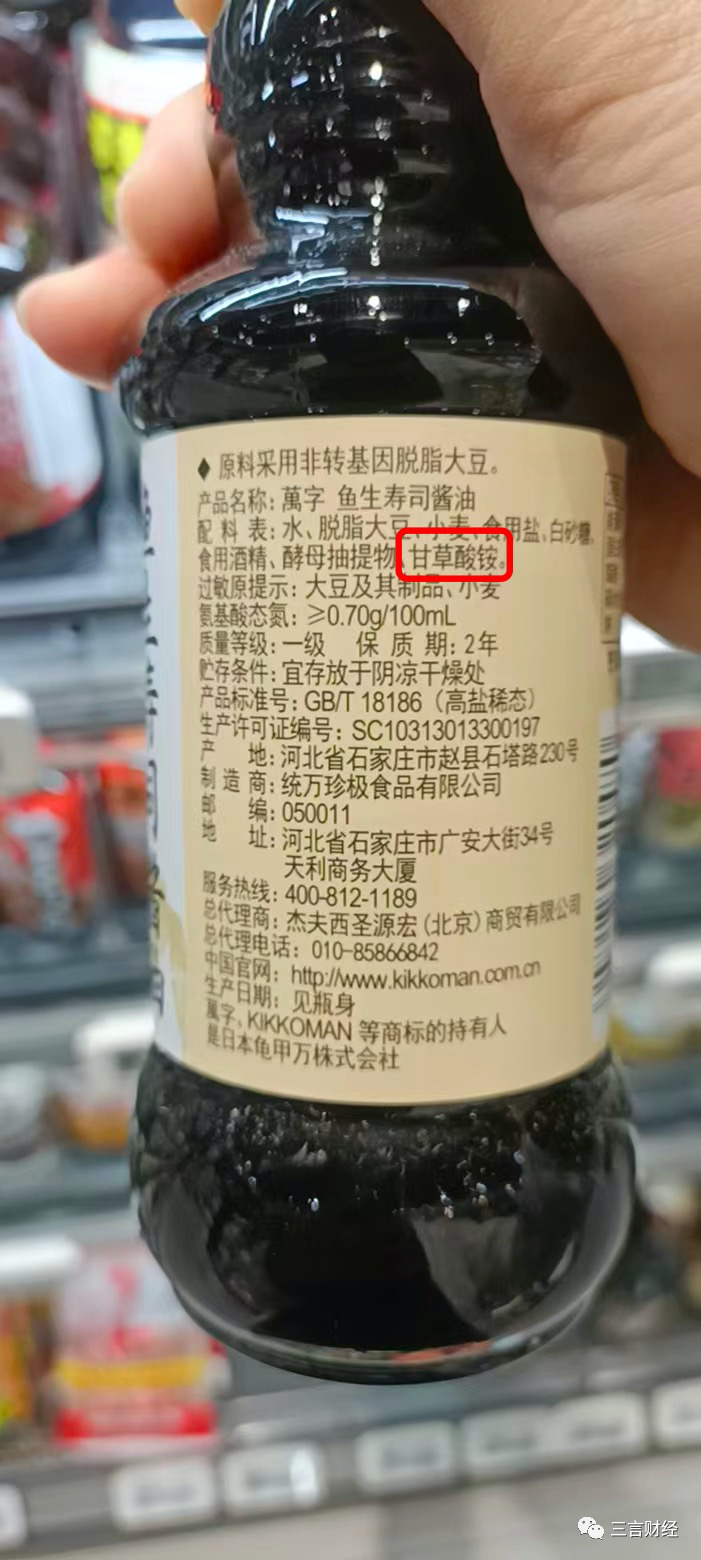 ◆ 原料采用非转基因脱脂大豆。
产品名称: 萬字 鱼生寿司酱油
配料表: 水、脱脂大豆、小麦、食用盐、白砂糖、
食用酒精、酵母抽提物、甘草酸铵。
过敏原提示: 大豆及其制品、小麦
氨基酸态氮: ≥0.70g/100mL
质量等级: 一级 保质期: 2年
贮存条件: 宜存放于阴凉干燥处
产品标准号: GB/T 18186（高盐稀态）
生产许可证编号: SC10313013300197
产地: 河北省石家庄市赵县石塔路230号
制造商: 统万珍极食品有限公司
邮编: 050011
地址: 河北省石家庄市广安大街34号
天利商务大厦
服务热线: 400-812-1189
总代理商: 杰夫西圣源宏（北京）商贸有限公司
总代理电话: 010-85866842
中国官网: http://www.kikkoman.com.cn
生产日期: 见瓶身
萬字、KIKKOMAN 等商标的持有人
是日本龟甲万株式会社
三言财经